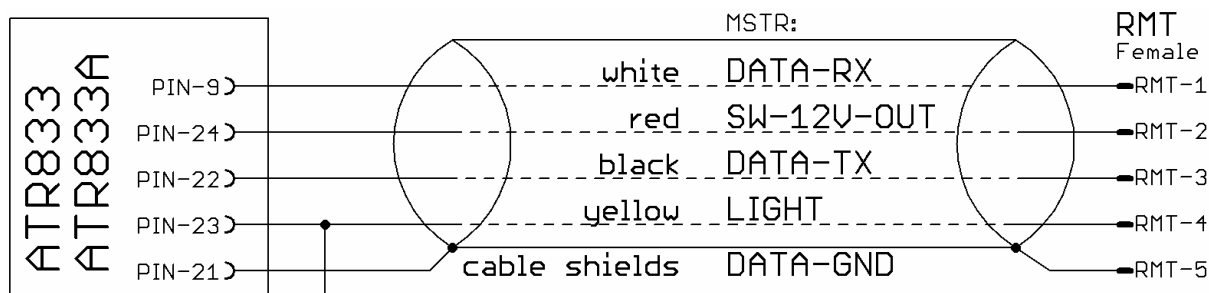 MSTR: RMT
Female
ATR833
ATR833A
PIN-9 white DATA-RX RMT-1
PIN-24 red SW-12V-OUT RMT-2
PIN-22 black DATA-TX RMT-3
PIN-23 yellow LIGHT RMT-4
PIN-21 cable shields DATA-GND RMT-5